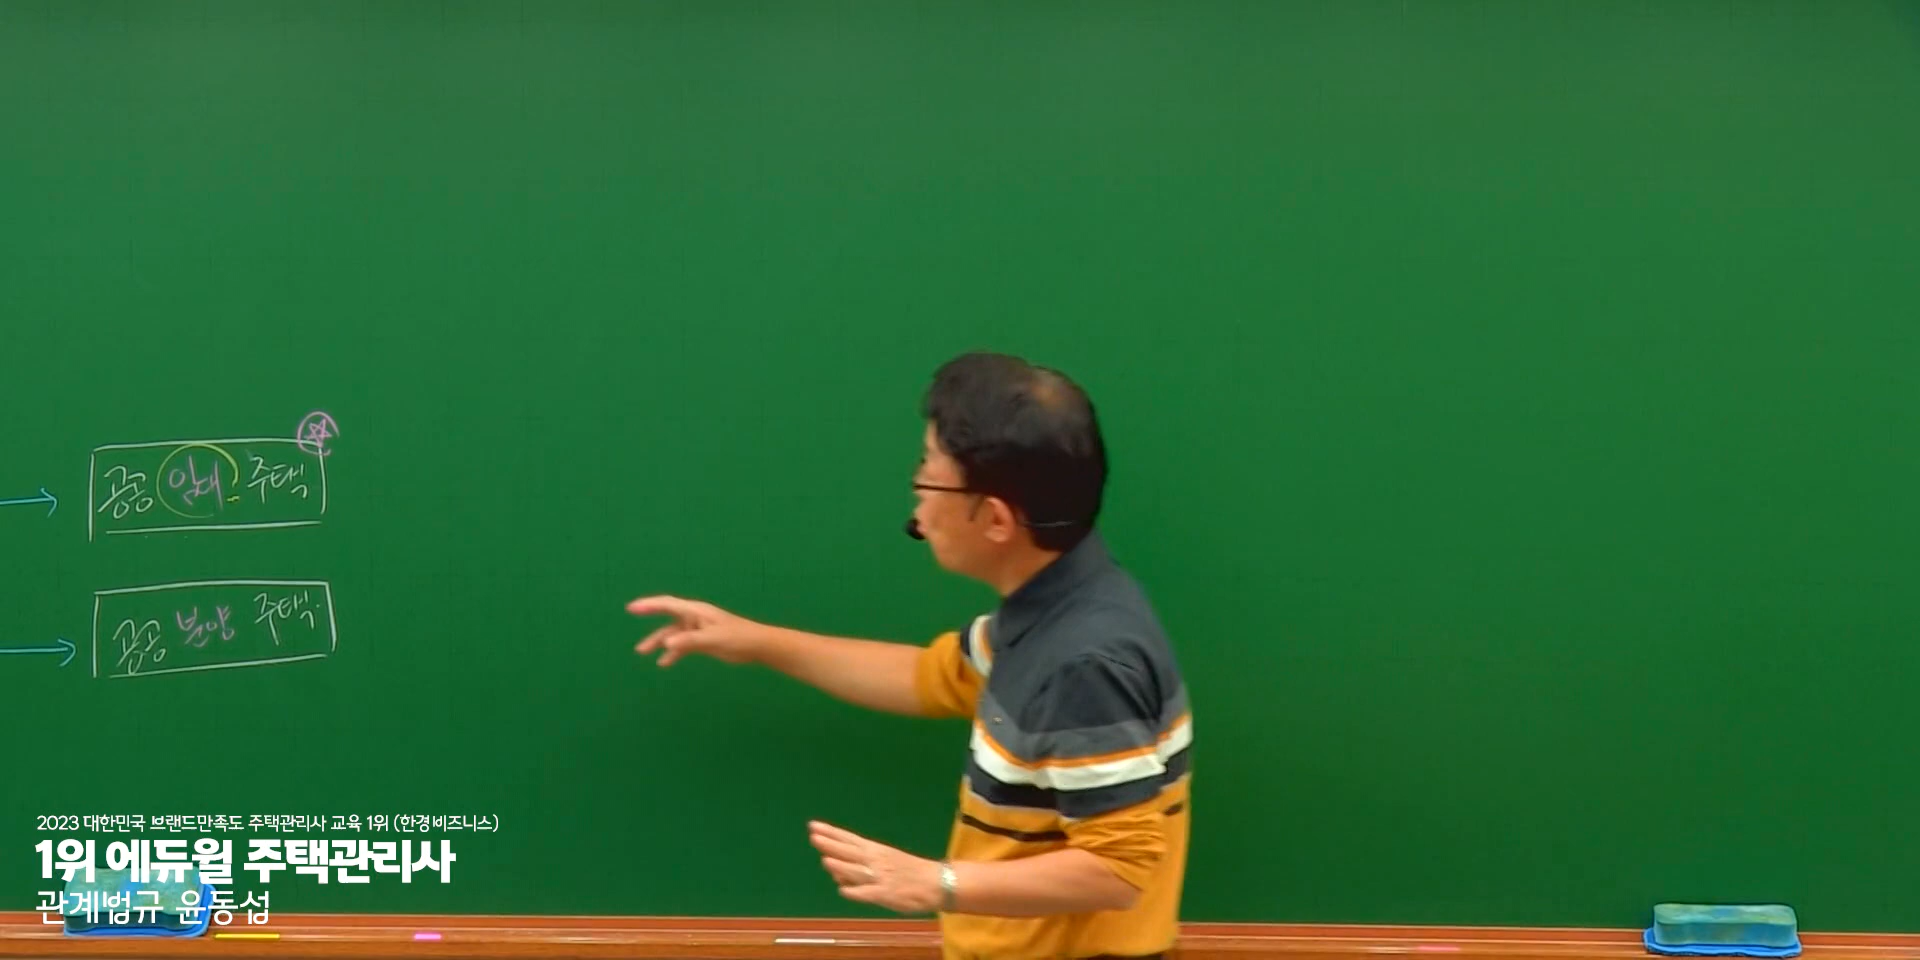 공공 임대 주택
공공 분양 주택
2023 대한민국 브랜드만족도 주택관리사 교육 1위 (한경비즈니스)
1위 에듀윌 주택관리사
관계법규 윤동섭